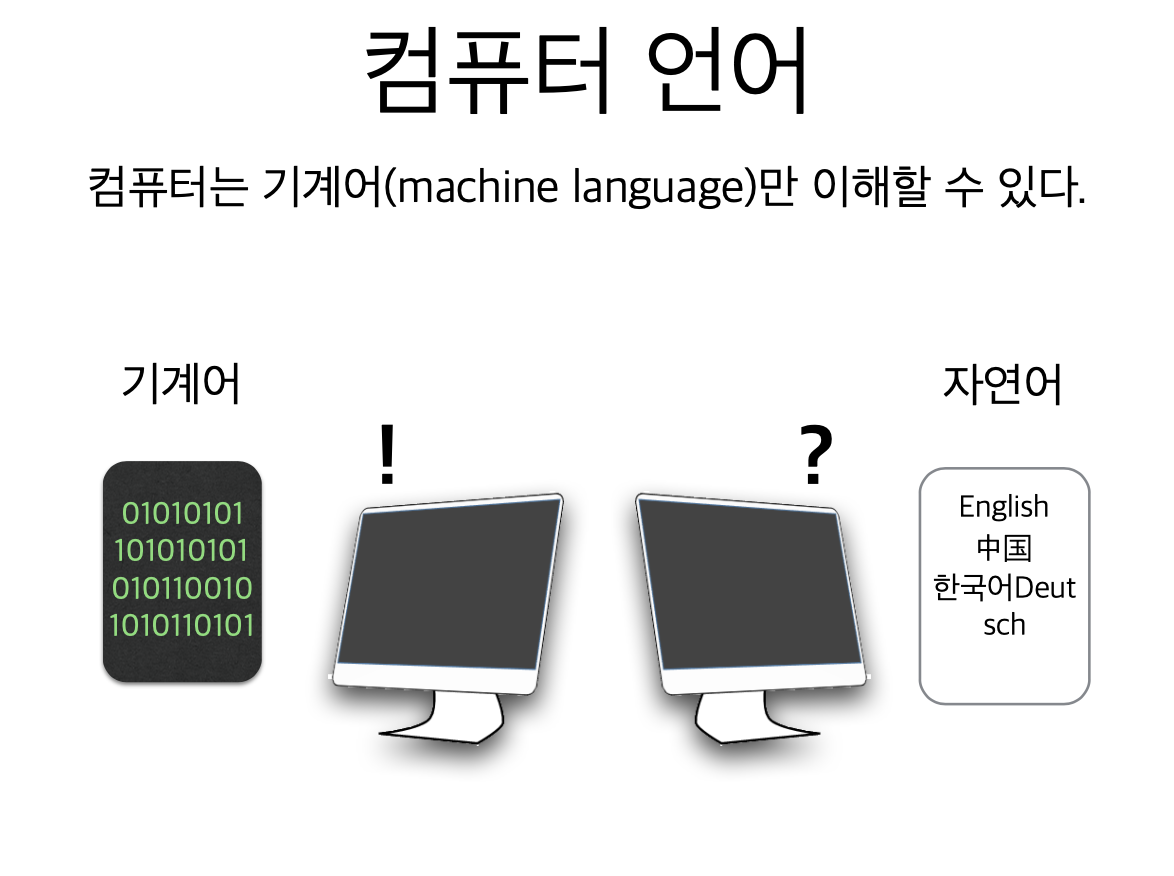 컴퓨터 언어
컴퓨터는 기계어(machine language)만 이해할 수 있다.
기계어
자연어
!
?
01010101
101010101
010110010
1010110101
English
中国
한국어Deut
sch